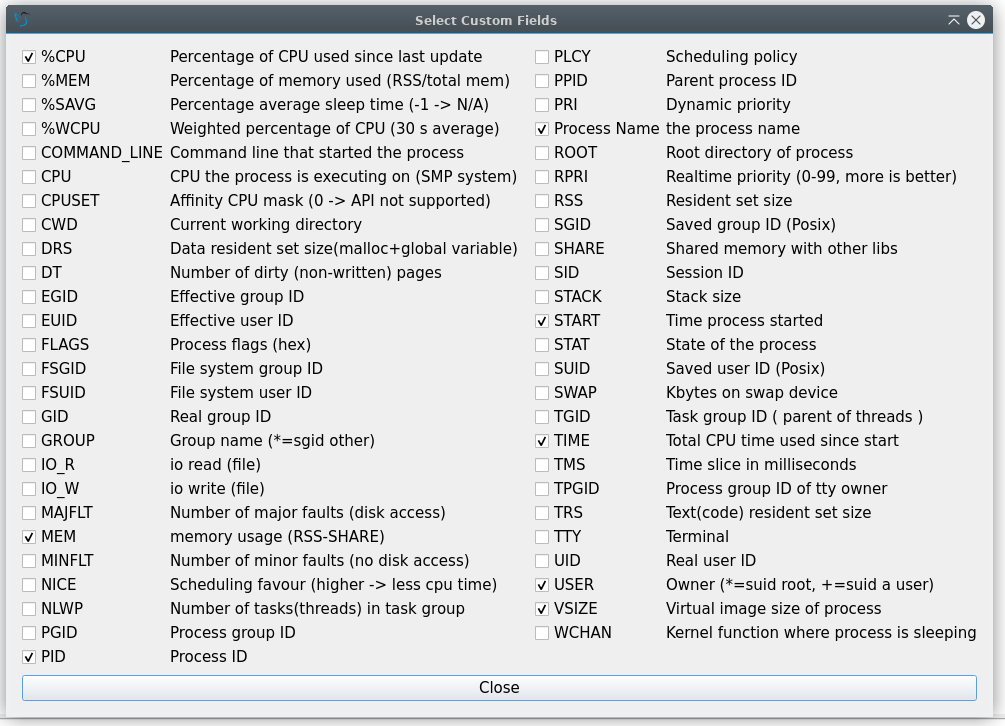 Select Custom Fields
%CPU Percentage of CPU used since last update
%MEM Percentage of memory used (RSS/total mem)
%SAVG Percentage average sleep time (-1 -> N/A)
%WCPU Weighted percentage of CPU (30 s average)
COMMAND_LINE Command line that started the process
CPU CPU the process is executing on (SMP system)
CPUSET Affinity CPU mask (0 -> API not supported)
CWD Current working directory
DRS Data resident set size(malloc+global variable)
DT Number of dirty (non-written) pages
EGID Effective group ID
EUID Effective user ID
FLAGS Process flags (hex)
FSGID File system group ID
FSUID File system user ID
GID Real group ID
GROUP Group name (*=sgid other)
IO_R io read (file)
IO_W io write (file)
MAJFLT Number of major faults (disk access)
MEM memory usage (RSS-SHARE)
MINFLT Number of minor faults (no disk access)
NICE Scheduling favour (higher -> less cpu time)
NLWP Number of tasks(threads) in task group
PGID Process group ID
PID Process ID
PLCY Scheduling policy
PPID Parent process ID
PRI Dynamic priority
Process Name the process name
ROOT Root directory of process
RPRI Realtime priority (0-99, more is better)
RSS Resident set size
SGID Saved group ID (Posix)
SHARE Shared memory with other libs
SID Session ID
STACK Stack size
START Time process started
STAT State of the process
SUID Saved user ID (Posix)
SWAP Kbytes on swap device
TGID Task group ID ( parent of threads )
TIME Total CPU time used since start
TMS Time slice in milliseconds
TPGID Process group ID of tty owner
TRS Text(code) resident set size
TTY Terminal
UID Real user ID
USER Owner (*=suid root, +=suid a user)
VSIZE Virtual image size of process
WCHAN Kernel function where process is sleeping
Close